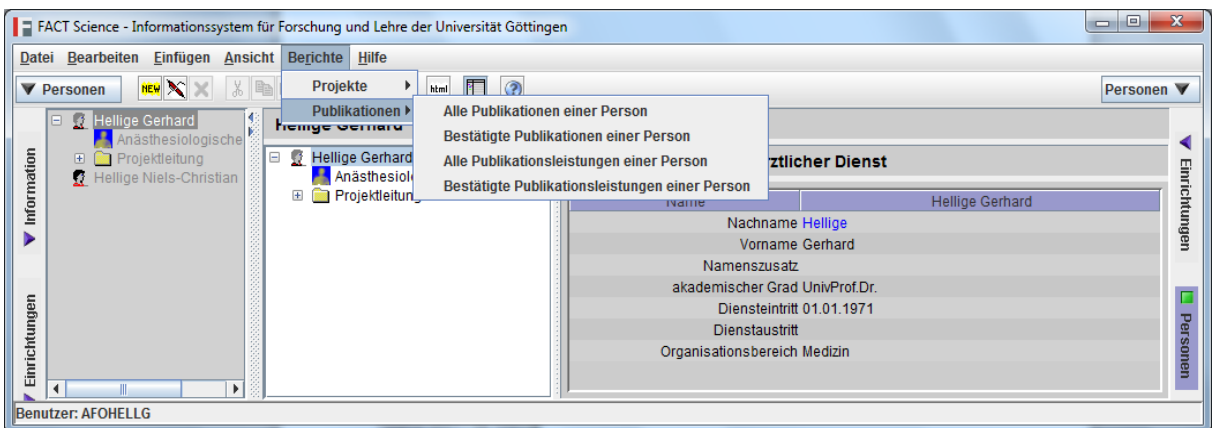 FACT Science - Informationssystem für Forschung und Lehre der Universität Göttingen
Datei Bearbeiten Einfügen Ansicht Berichte Hilfe
Personen NEW html ? Personen
Projekte
Publikationen
Alle Publikationen einer Person
Bestätigte Publikationen einer Person
Alle Publikationsleistungen einer Person
Bestätigte Publikationsleistungen einer Person
Information
Einrichtungen
Hellige Gerhard
Anästhesiologische
Projektleitung
Hellige Niels-Christian
Hellige Gerhard
Hellige Gerhard
Projektleitung
Dienst
Name Hellige Gerhard
Nachname Hellige
Vorname Gerhard
Namenszusatz
akademischer Grad UnivProf.Dr.
Diensteintritt 01.01.1971
Dienstaustritt
Organisationsbereich Medizin
Einrichtungen
Personen
Benutzer: AFOHELLG